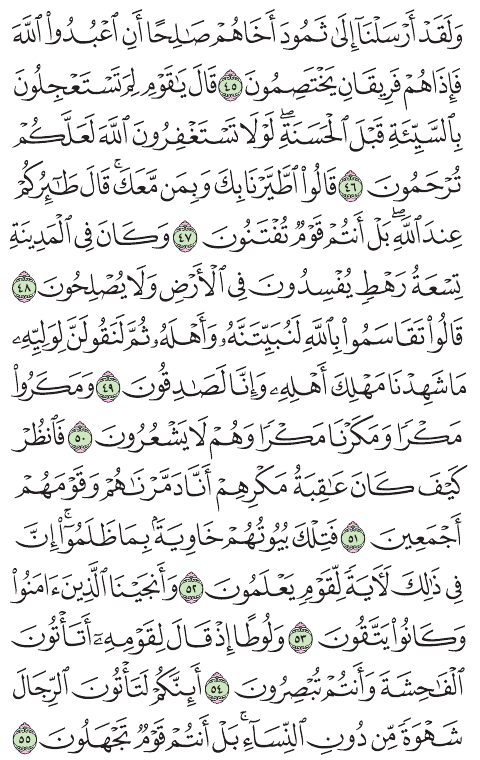 وَلَقَدْ أَرْسَلْنَآ إِلَىٰ ثَمُودَ أَخَاهُمْ صَٰلِحًا أَنِ ٱعْبُدُوا۟ ٱللَّهَ
فَإِذَا هُمْ فَرِيقَانِ يَخْتَصِمُونَ ٤٥ قَالَ يَٰقَوْمِ لِمَ تَسْتَعْجِلُونَ
بِٱلسَّيِّئَةِ قَبْلَ ٱلْحَسَنَةِ ۖ لَوْلَا تَسْتَغْفِرُونَ ٱللَّهَ لَعَلَّكُمْ
تُرْحَمُونَ ٤٦ قَالُوا۟ ٱطَّيَّرْنَا بِكَ وَبِمَن مَّعَكَ ۚ قَالَ طَٰٓئِرُكُمْ
عِندَ ٱللَّهِ ۖ بَلْ أَنتُمْ قَوْمٌ تُفْتَنُونَ ٤٧ وَكَانَ فِى ٱلْمَدِينَةِ
تِسْعَةُ رَهْطٍ يُفْسِدُونَ فِى ٱلْأَرْضِ وَلَا يُصْلِحُونَ ٤٨
قَالُوا۟ تَقَاسَمُوا۟ بِٱللَّهِ لَنُبَيِّتَنَّهُۥ وَأَهْلَهُۥ ثُمَّ لَنَقُولَنَّ لِوَلِيِّهِۦ
مَا شَهِدْنَا مَهْلِكَ أَهْلِهِۦ وَإِنَّا لَصَٰدِقُونَ ٤٩ وَمَكَرُوا۟
مَكْرًا وَمَكَرْنَا مَكْرًا وَهُمْ لَا يَشْعُرُونَ ٥٠ فَٱنظُرْ
كَيْفَ كَانَ عَٰقِبَةُ مَكْرِهِمْ أَنَّا دَمَّرْنَٰهُمْ وَقَوْمَهُمْ
أَجْمَعِينَ ٥١ فَتِلْكَ بُيُوتُهُمْ خَاوِيَةًۢ بِمَا ظَلَمُوٓا۟ ۗ إِنَّ
فِى ذَٰلِكَ لَءَايَةً لِّقَوْمٍ يَعْلَمُونَ ٥٢ وَأَنجَيْنَا ٱلَّذِينَ ءَامَنُوا۟
وَكَانُوا۟ يَتَّقُونَ ٥٣ وَلُوطًا إِذْ قَالَ لِقَوْمِهِۦٓ أَتَأْتُونَ
ٱلْفَٰحِشَةَ وَأَنتُمْ تُبْصِرُونَ ٥٤ أَئِنَّكُمْ لَتَأْتُونَ ٱلرِّجَالَ
شَهْوَةً مِّن دُونِ ٱلنِّسَآءِ ۚ بَلْ أَنتُمْ قَوْمٌ تَجْهَلُونَ ٥٥